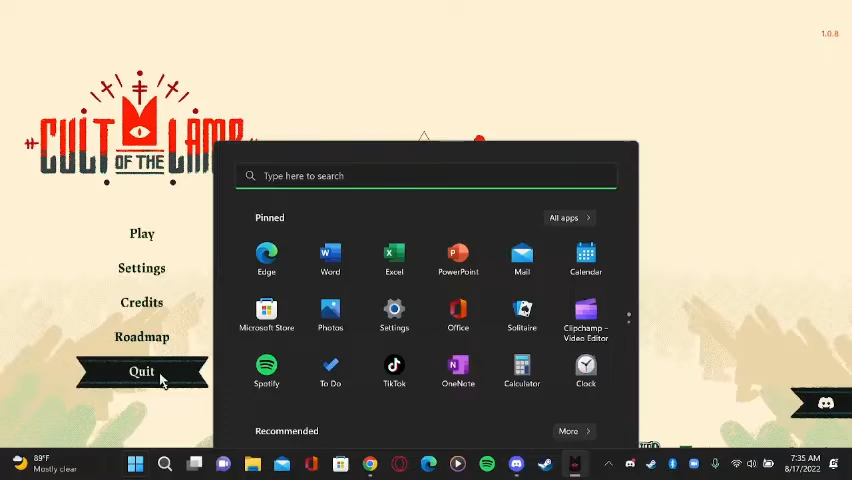 1.0.8
CULT
OF THE
LAMB
Type here to search
Pinned
All apps
Edge
Word
Excel
PowerPoint
Mail
Calendar
Microsoft Store
Photos
Settings
Office
Solitaire
Clipchamp –
Video Editor
Spotify
To Do
TikTok
OneNote
Calculator
Clock
Recommended
More
Play
Settings
Credits
Roadmap
Quit
89°F
Mostly clear
7:35 AM
8/17/2022